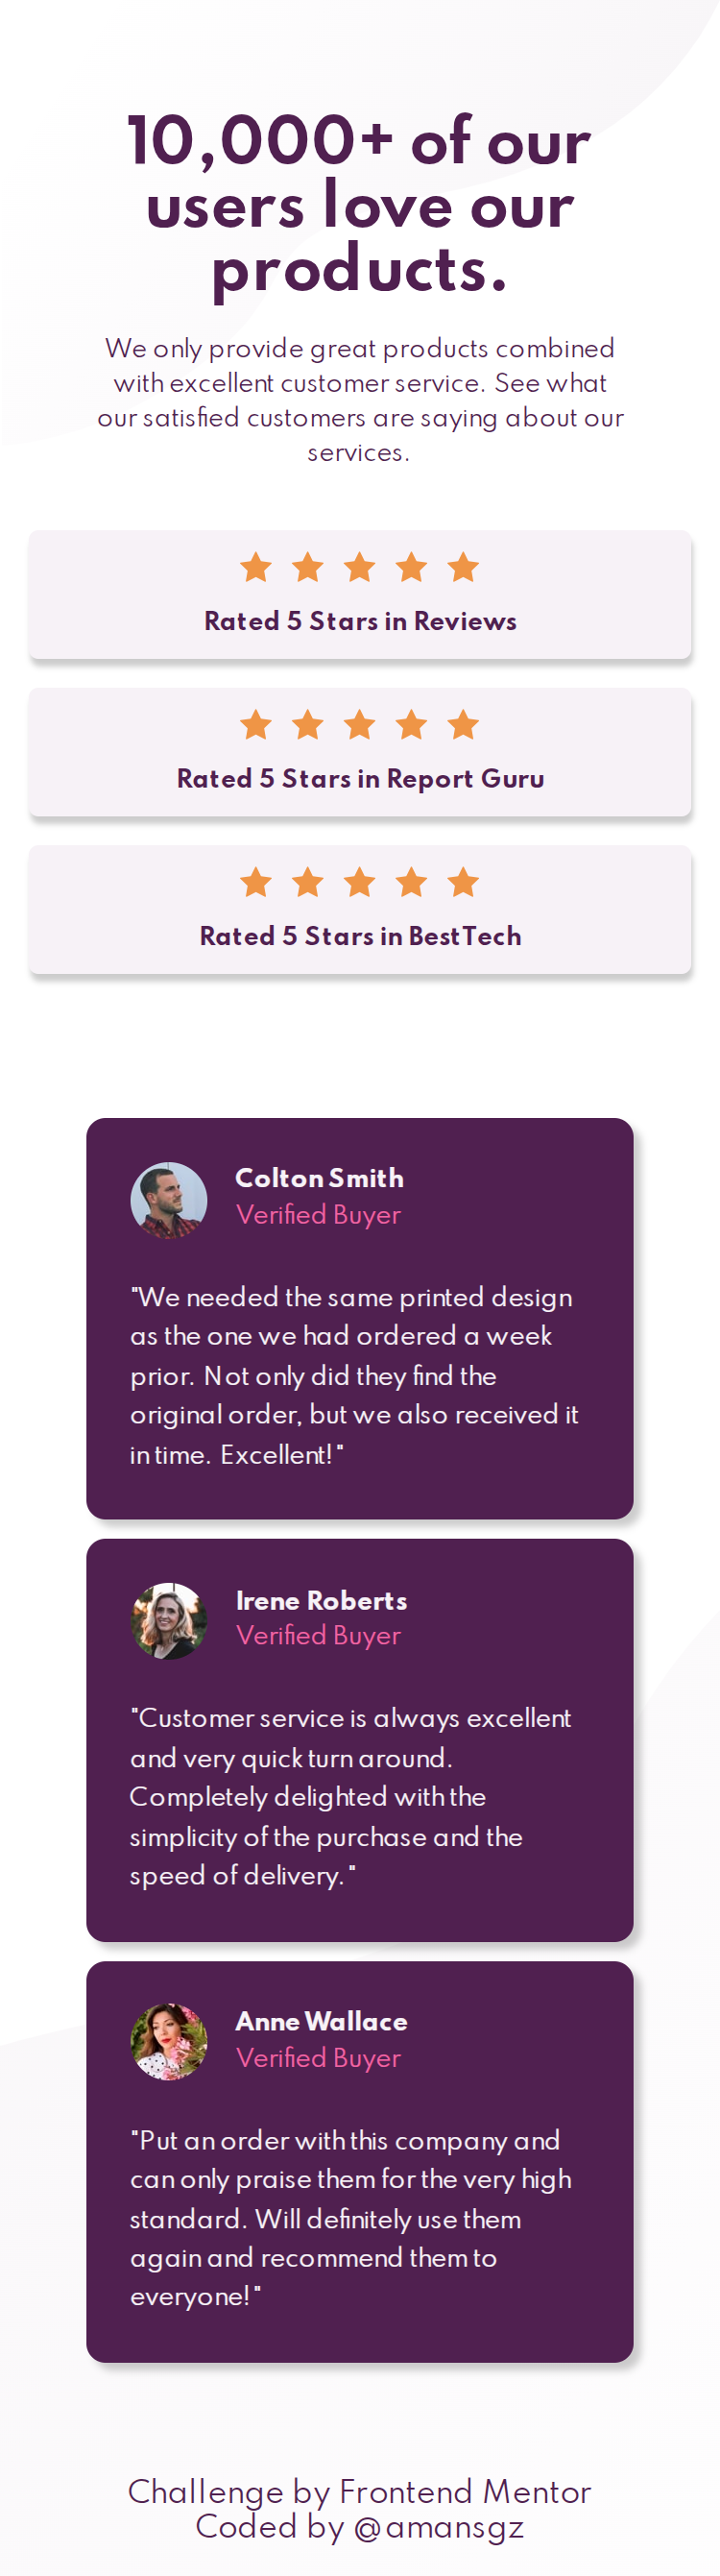 10,000+ of our
users love our
products.
We only provide great products combined
with excellent customer service. See what
our satisfied customers are saying about our
services.
Rated 5 Stars in Reviews
Rated 5 Stars in Report Guru
Rated 5 Stars in BestTech
Colton Smith
Verified Buyer
"We needed the same printed design
as the one we had ordered a week
prior. Not only did they find the
original order, but we also received it
in time. Excellent!"
Irene Roberts
Verified Buyer
"Customer service is always excellent
and very quick turn around.
Completely delighted with the
simplicity of the purchase and the
speed of delivery."
Anne Wallace
Verified Buyer
"Put an order with this company and
can only praise them for the very high
standard. Will definitely use them
again and recommend them to
everyone!"
Challenge by Frontend Mentor
Coded by @amansgz